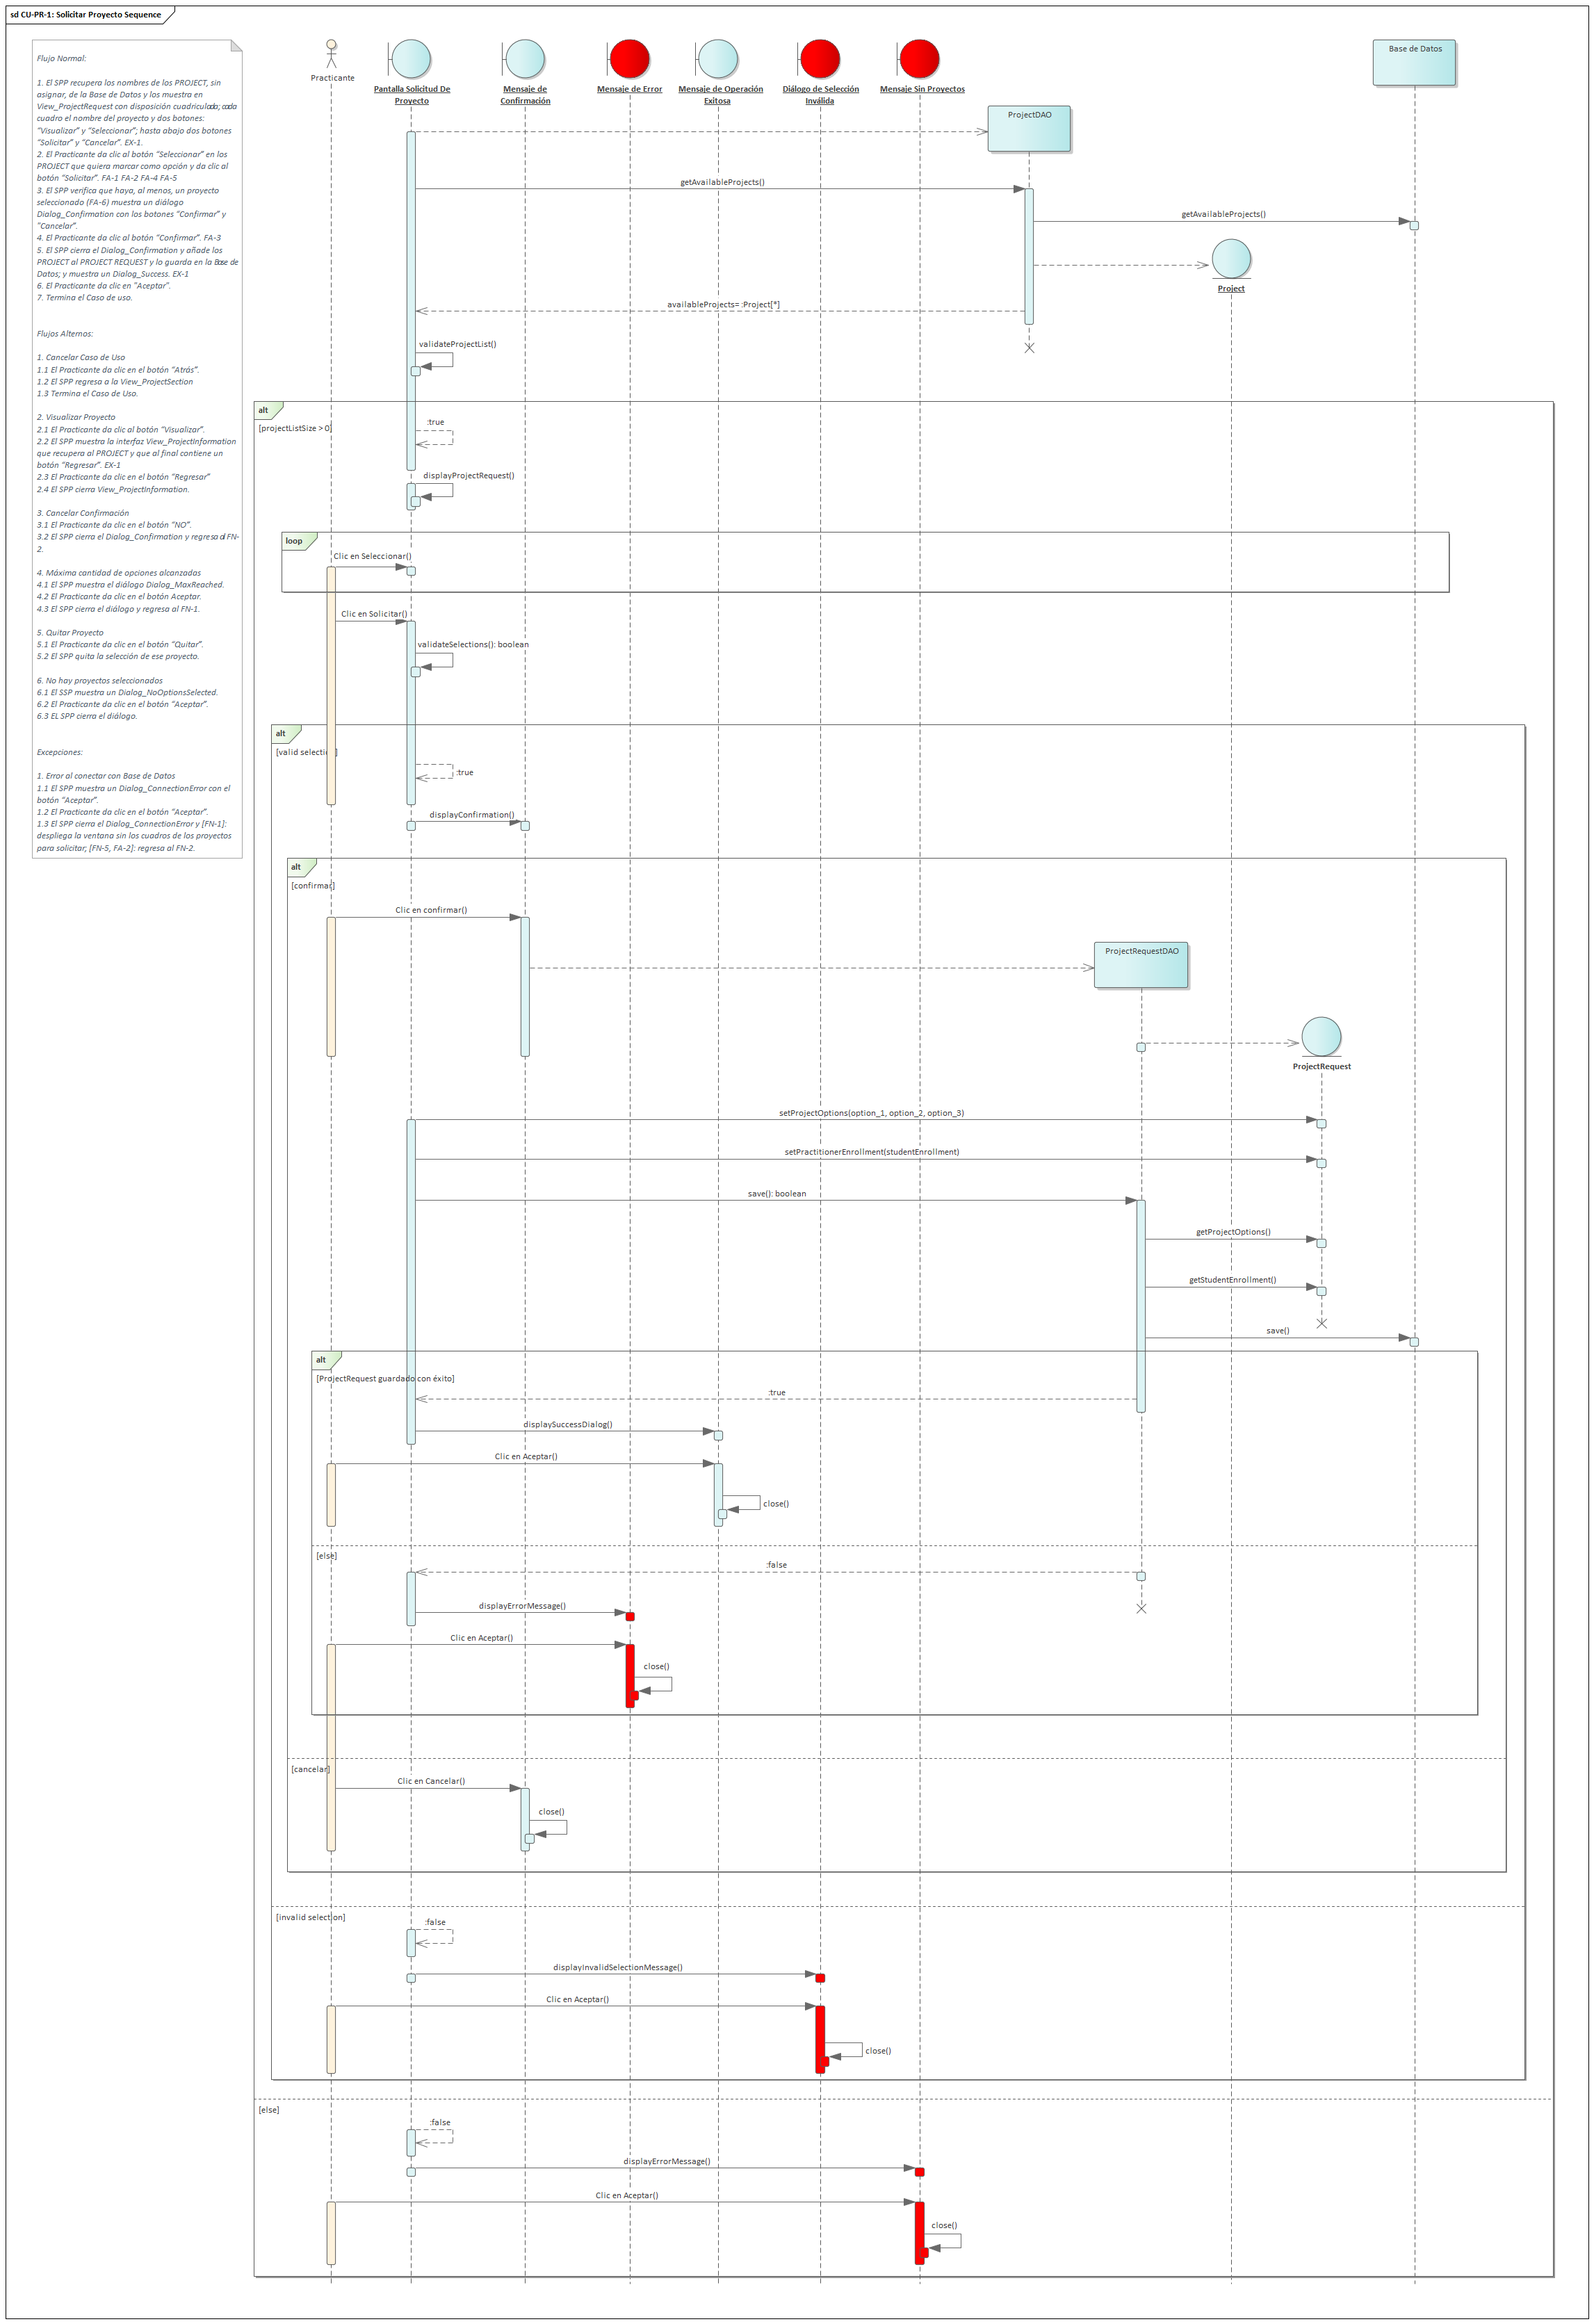 sd CU-PR-1: Solicitar Proyecto Sequence
Flujo Normal:
1. El SPP recupera los nombres de los PROJECT, sin
asignar, de la Base de Datos y los muestra en
View_ProjectRequest con disposición cuadriculada; cada
cuadro el nombre del proyecto y dos botones:
“Visualizar” y “Seleccionar”; hasta abajo dos botones
“Solicitar” y “Cancelar”. EX-1.
2. El Practicante da clic al botón “Seleccionar” en los
PROJECT que quiera marcar como opción y da clic al
botón “Solicitar”. FA-1 FA-2 FA-4 FA-5
3. El SPP verifica que haya, al menos, un proyecto
seleccionado (FA-6) muestra un diálogo
Dialog_Confirmation con los botones “Confirmar” y
“Cancelar”.
4. El Practicante da clic al botón “Confirmar”. FA-3
5. El SPP cierra el Dialog_Confirmation y añade los
PROJECT al PROJECT REQUEST y lo guarda en la Base de
Datos; y muestra un Dialog_Success. EX-1
6. El Practicante da clic en "Aceptar".
7. Termina el Caso de uso.
Flujos Alternos:
1. Cancelar Caso de Uso
1.1 El Practicante da clic en el botón “Atrás”.
1.2 El SPP regresa a la View_ProjectSection
1.3 Termina el Caso de Uso.
2. Visualizar Proyecto
2.1 El Practicante da clic al botón “Visualizar”.
2.2 El SPP muestra la interfaz View_ProjectInformation
que recupera al PROJECT y que al final contiene un
botón “Regresar”. EX-1
2.3 El Practicante da clic en el botón “Regresar”
2.4 El SPP cierra View_ProjectInformation.
3. Cancelar Confirmación
3.1 El Practicante da clic en el botón “NO”.
3.2 El SPP cierra el Dialog_Confirmation y regresa al FN-
2.
4. Máxima cantidad de opciones alcanzadas
4.1 El SPP muestra el diálogo Dialog_MaxReached.
4.2 El Practicante da clic en el botón Aceptar.
4.3 El SPP cierra el diálogo y regresa al FN-1.
5. Quitar Proyecto
5.1 El Practicante da clic en el botón “Quitar”.
5.2 El SPP quita la selección de ese proyecto.
6. No hay proyectos seleccionados
6.1 El SSP muestra un Dialog_NoOptionsSelected.
6.2 El Practicante da clic en el botón “Aceptar”.
6.3 EL SPP cierra el diálogo.
Excepciones:
1. Error al conectar con Base de Datos
1.1 El SPP muestra un Dialog_ConnectionError con el
botón “Aceptar”.
1.2 El Practicante da clic en el botón “Aceptar”.
1.3 El SPP cierra el Dialog_ConnectionError y [FN-1]:
despliega la ventana sin los cuadros de los proyectos
para solicitar; [FN-5, FA-2]: regresa al FN-2.
Practicante
Pantalla Solicitud De
Proyecto
Mensaje de
Confirmación
Mensaje de Error
Mensaje de Operación
Exitosa
Diálogo de Selección
Inválida
Mensaje Sin Proyectos
Base de Datos
ProjectDAO
getAvailableProjects()
getAvailableProjects()
Project
availableProjects= :Project[*]
validateProjectList()
alt
[projectListSize > 0]
:true
displayProjectRequest()
loop
Clic en Seleccionar()
Clic en Solicitar()
validateSelections(): boolean
alt
[valid selection]
:true
displayConfirmation()
alt
[confirmar]
Clic en confirmar()
ProjectRequestDAO
ProjectRequest
setProjectOptions(option_1, option_2, option_3)
setPractitionerEnrollment(studentEnrollment)
save(): boolean
getProjectOptions()
getStudentEnrollment()
save()
alt
[ProjectRequest guardado con éxito]
:true
displaySuccessDialog()
Clic en Aceptar()
close()
[else]
:false
displayErrorMessage()
Clic en Aceptar()
close()
[cancelar]
Clic en Cancelar()
close()
[invalid selection]
:false
displayInvalidSelectionMessage()
Clic en Aceptar()
close()
[else]
:false
displayErrorMessage()
Clic en Aceptar()
close()